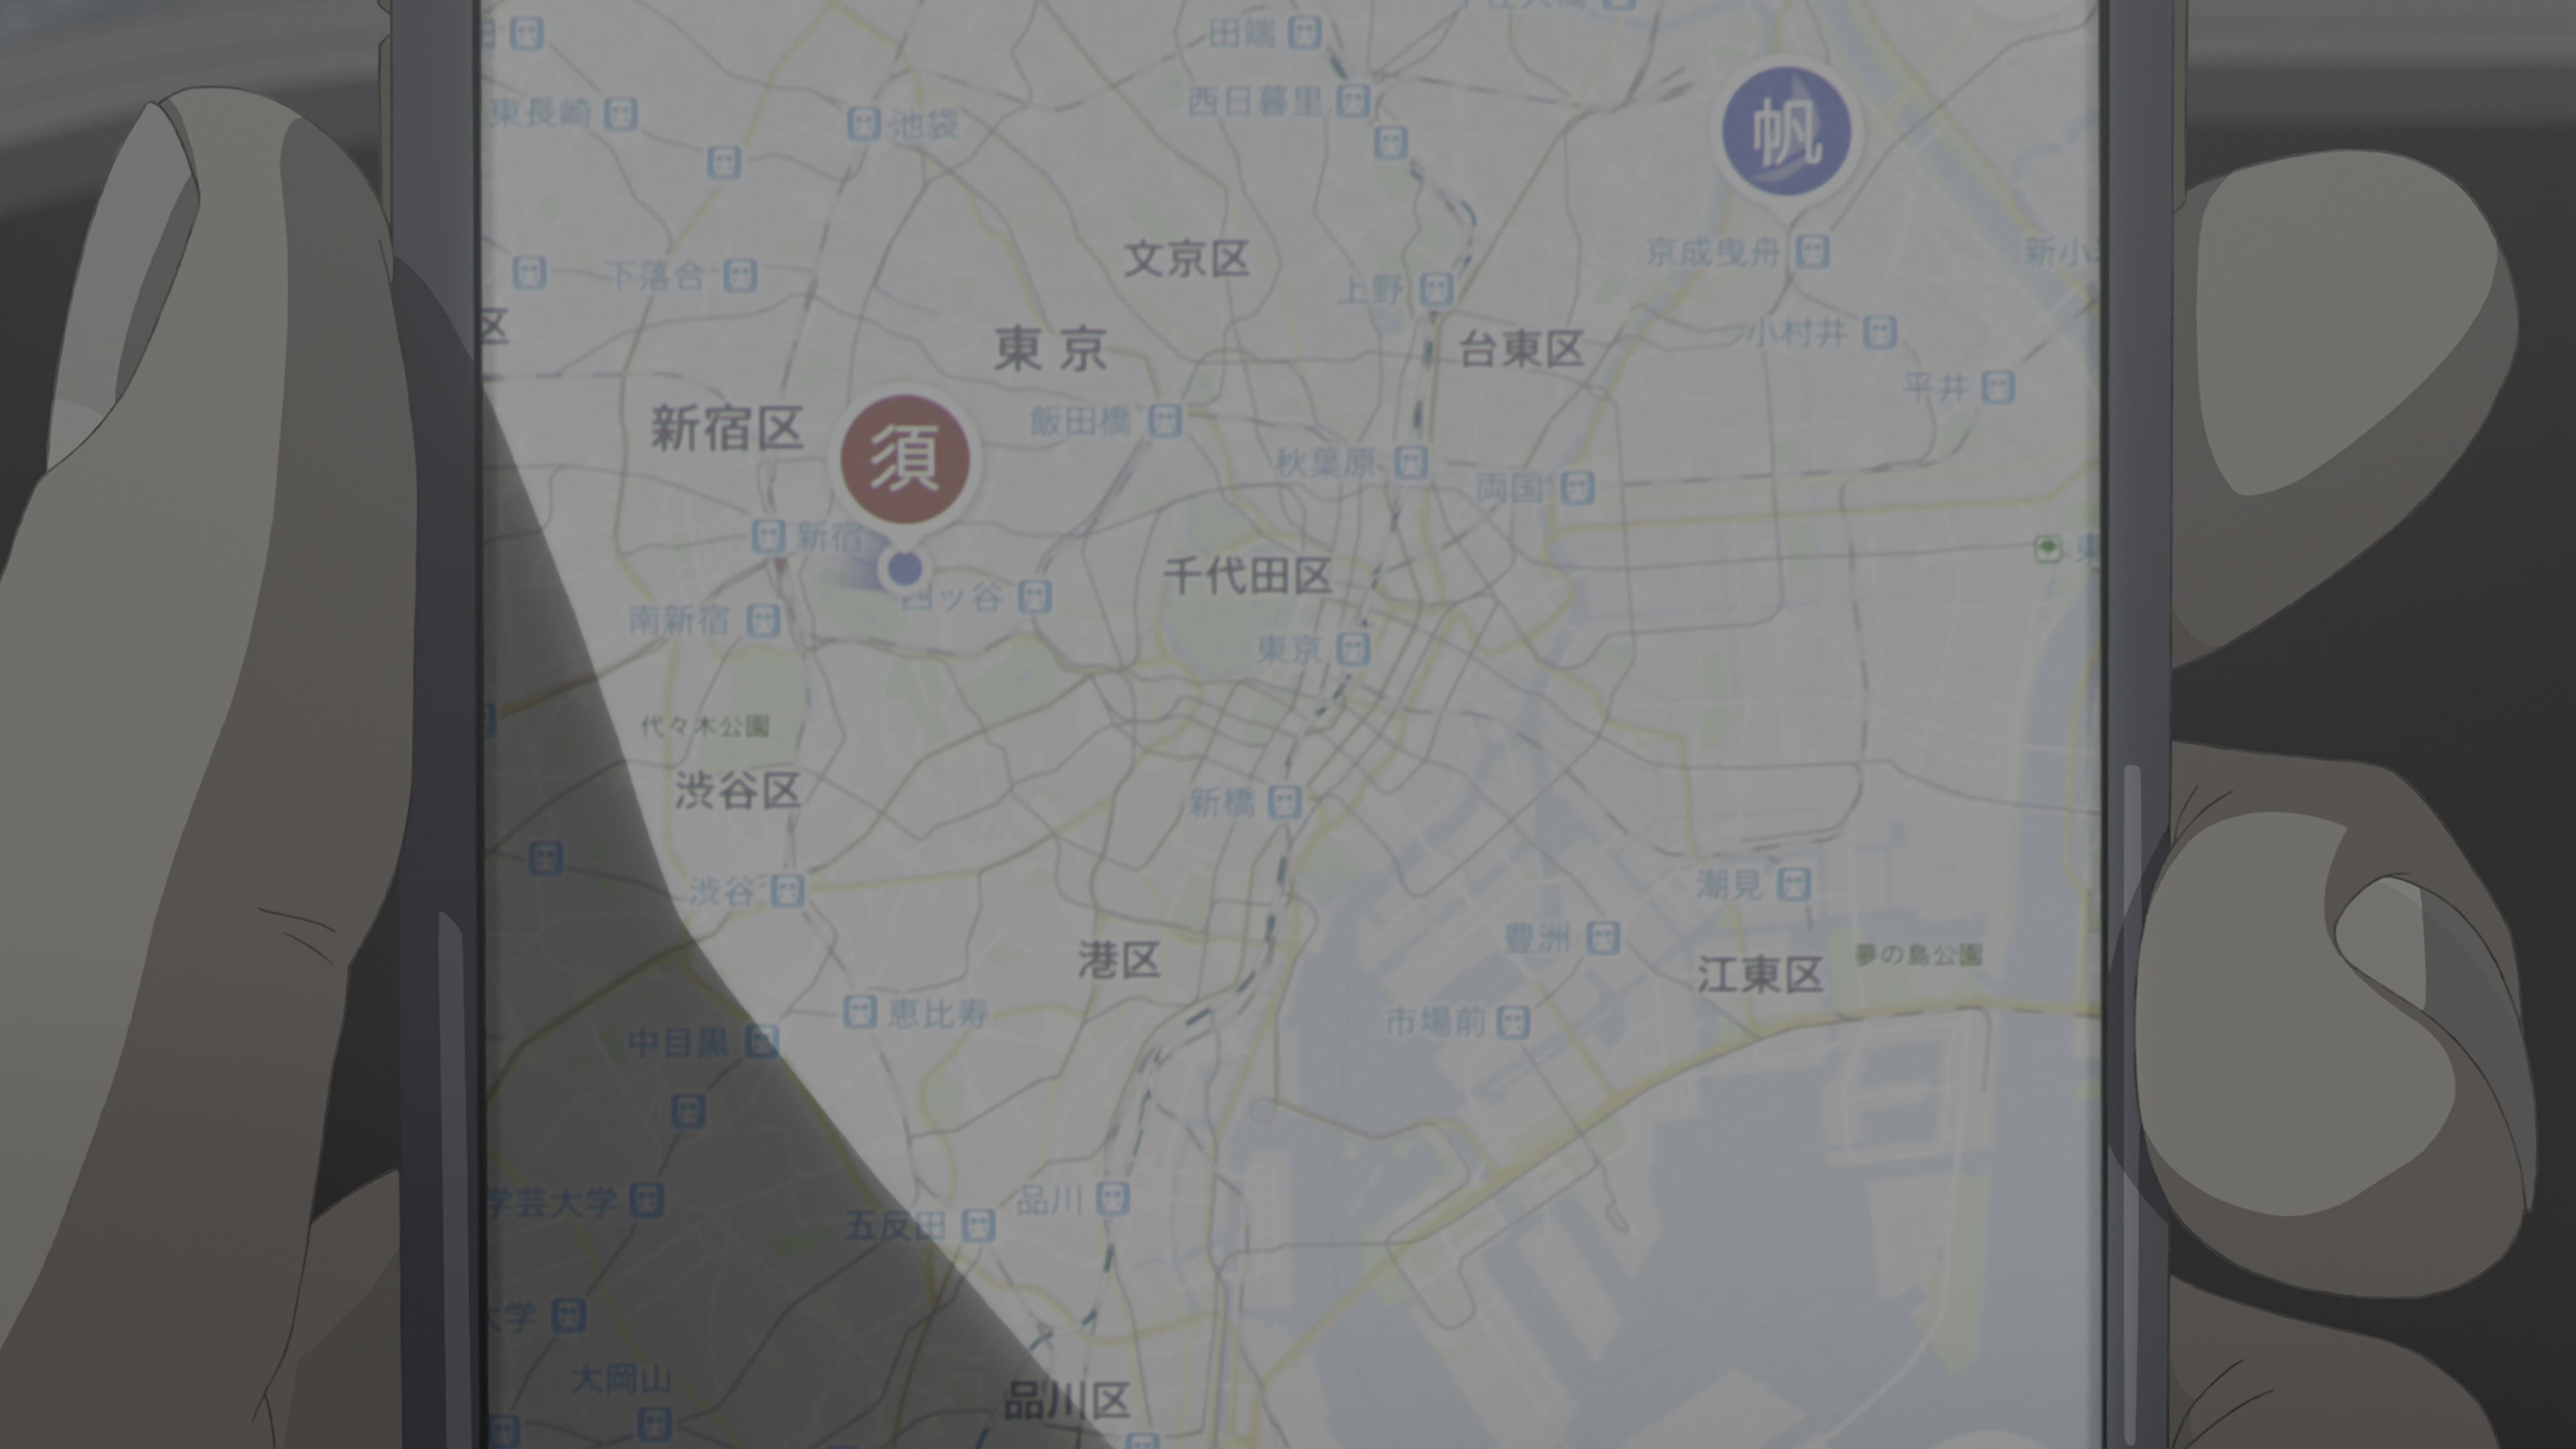 田端
西日暮里
東長崎
池袋
帆
文京区
京成曳舟
新小
下落合
上野
区
東京
台東区
小村井
平井
新宿区
須
飯田橋
秋葉原
両国
新宿
四ッ谷
千代田区
東
南新宿
東京
代々木公園
渋谷区
新橋
渋谷
潮見
豊洲
江東区
夢の島公園
港区
恵比寿
市場前
中目黒
学芸大学
五反田
品川
大学
大岡山
品川区